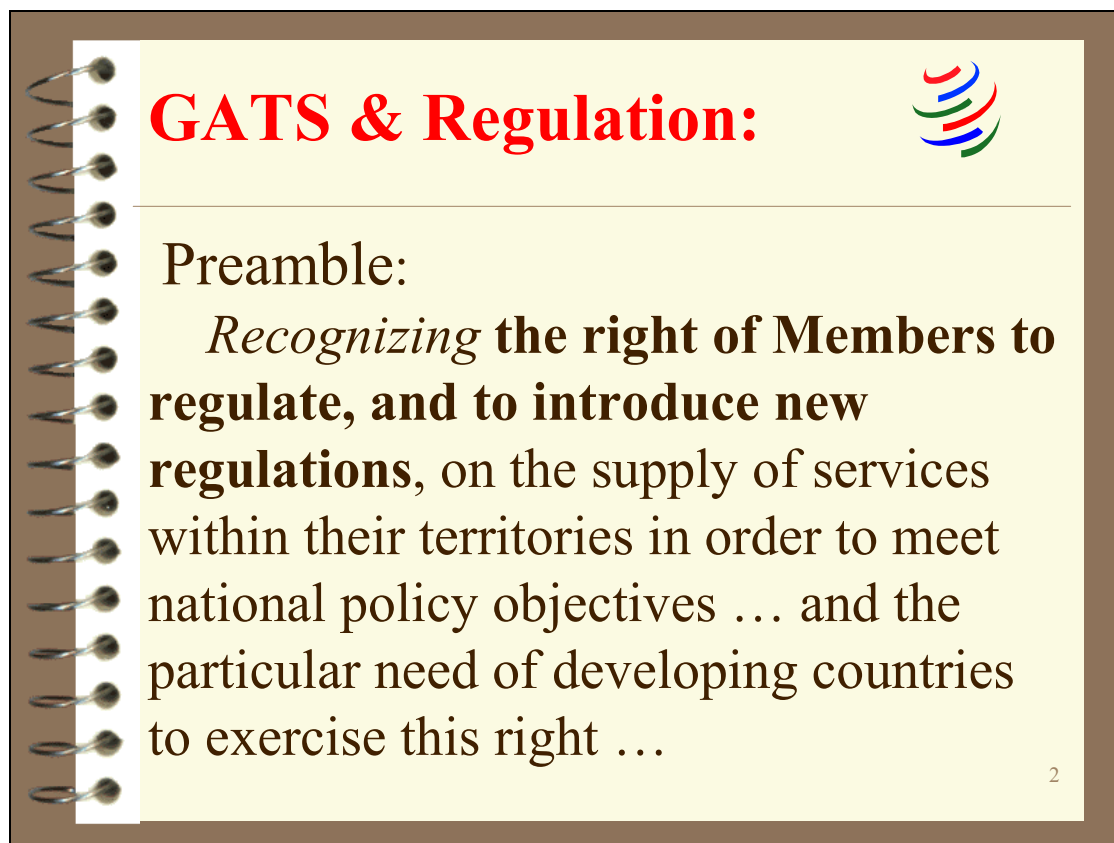 GATS & Regulation:
Preamble:
Recognizing the right of Members to
regulate, and to introduce new
regulations, on the supply of services
within their territories in order to meet
national policy objectives … and the
particular need of developing countries
to exercise this right …
2